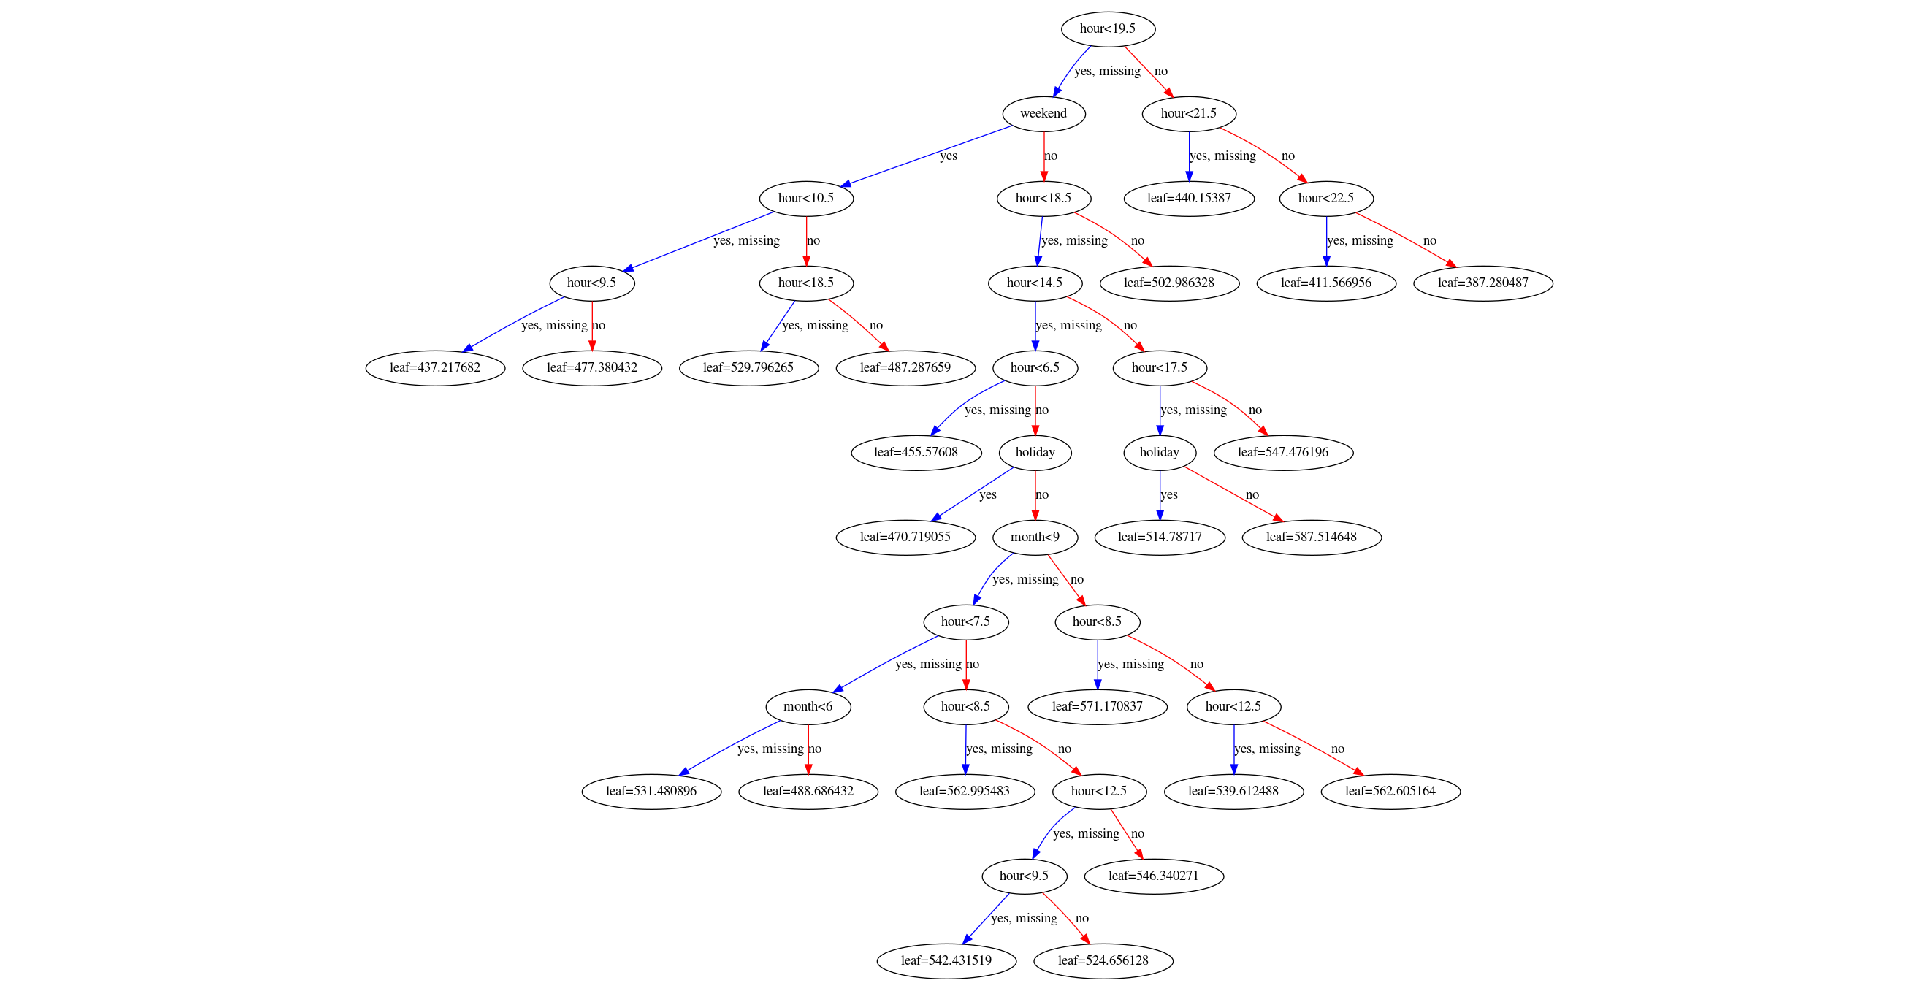 hour<19.5
yes, missing no
weekend hour<21.5
yes no yes, missing no
hour<10.5 hour<18.5 leaf=440.15387 hour<22.5
yes, missing no yes, missing no yes, missing no
hour<9.5 hour<18.5 hour<14.5 leaf=502.986328 leaf=411.566956 leaf=387.280487
yes, missing no yes, missing no yes, missing no
leaf=437.217682 leaf=477.380432 leaf=529.796265 leaf=487.287659 hour<6.5 hour<17.5
yes, missing no yes, missing no
leaf=455.57608 holiday holiday leaf=547.476196
yes no yes no
leaf=470.719055 month<9 leaf=514.78717 leaf=587.514648
yes, missing no
hour<7.5 hour<8.5
yes, missing no yes, missing no
month<6 hour<8.5 leaf=571.170837 hour<12.5
yes, missing no yes, missing no yes, missing no
leaf=531.480896 leaf=488.686432 leaf=562.995483 hour<12.5 leaf=539.612488 leaf=562.605164
yes, missing no
hour<9.5 leaf=546.340271
yes, missing no
leaf=542.431519 leaf=524.656128